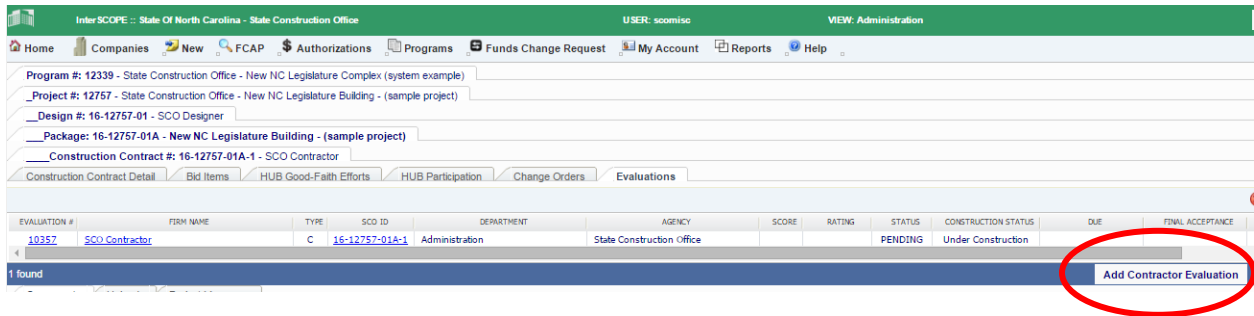 InterSCOPE :: State Of North Carolina - State Construction Office USER: scomisc VIEW: Administration
Home Companies New FCAP Authorizations Programs Funds Change Request My Account Reports Help
Program #: 12339 - State Construction Office - New NC Legislature Complex (system example)
_Project #: 12757 - State Construction Office - New NC Legislature Building - (sample project)
__Design #: 16-12757-01 - SCO Designer
___Package: 16-12757-01A - New NC Legislature Building - (sample project)
____Construction Contract #: 16-12757-01A-1 - SCO Contractor
Construction Contract Detail Bid Items HUB Good-Faith Efforts HUB Participation Change Orders Evaluations
EVALUATION # FIRM NAME TYPE SCO ID DEPARTMENT AGENCY SCORE RATING STATUS CONSTRUCTION STATUS DUE FINAL ACCEPTANCE
10357 SCO Contractor C 16-12757-01A-1 Administration State Construction Office PENDING Under Construction
1 found Add Contractor Evaluation